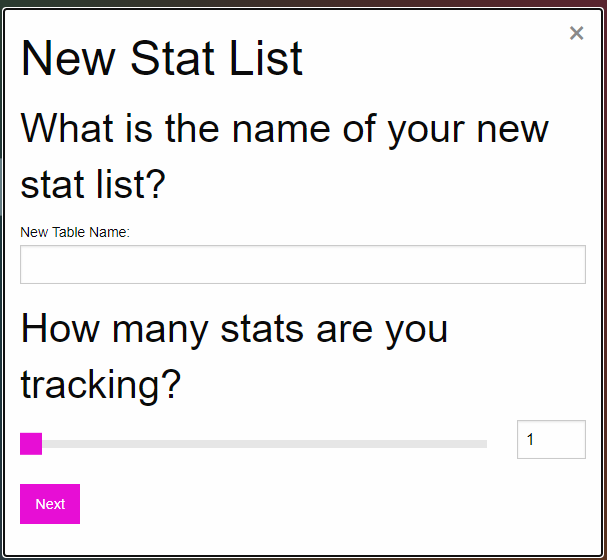 New Stat List
×
What is the name of your new
stat list?
New Table Name:
How many stats are you
tracking?
1
Next